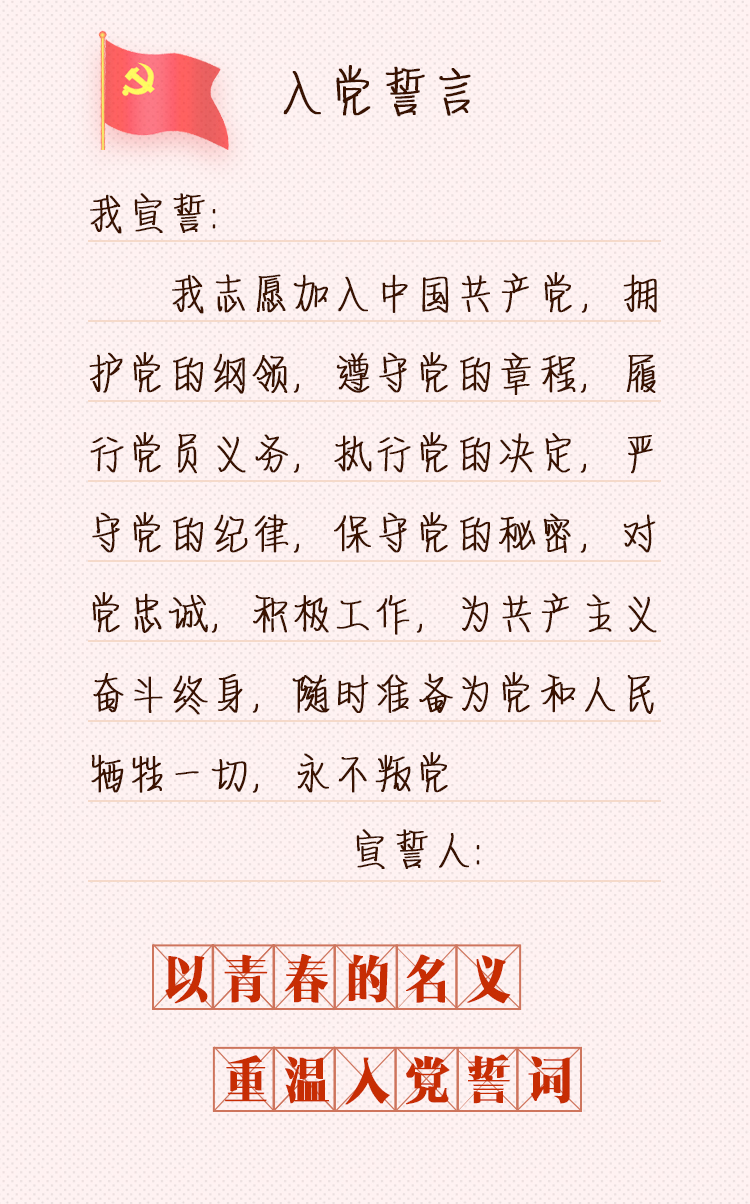 入党誓言
我宣誓:
我志愿加入中国共产党，拥
护党的纲领，遵守党的章程，履
行党员义务，执行党的决定，严
守党的纪律，保守党的秘密，对
党忠诚，积极工作，为共产主义
奋斗终身，随时准备为党和人民
牺牲一切，永不叛党
宣誓人:
以青春的名义
重温入党誓词